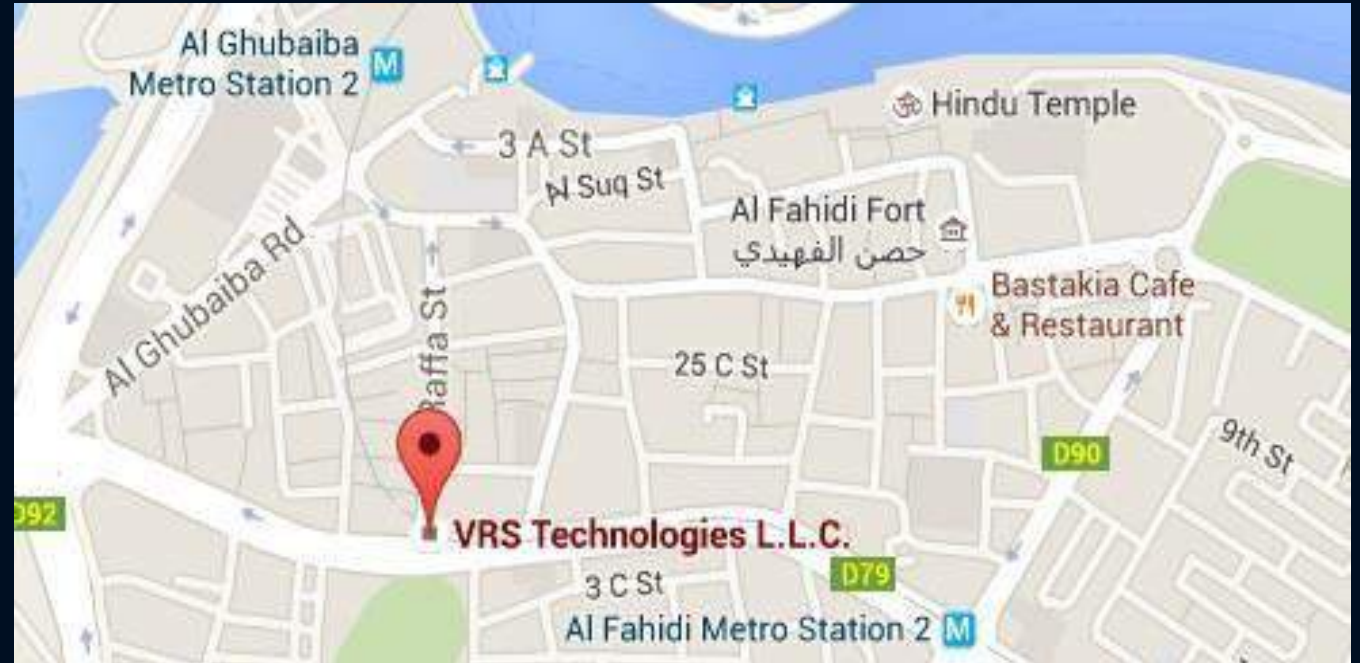 Al Ghubaiba
Metro Station 2
Hindu Temple
3 A St
Al Suq St
Al Fahidi Fort
حصن الفهيدي
Al Ghubaiba Rd
Raffa St
Bastakia Cafe
& Restaurant
25 C St
9th St
D90
D92
VRS Technologies L.L.C.
D79
3 C St
Al Fahidi Metro Station 2